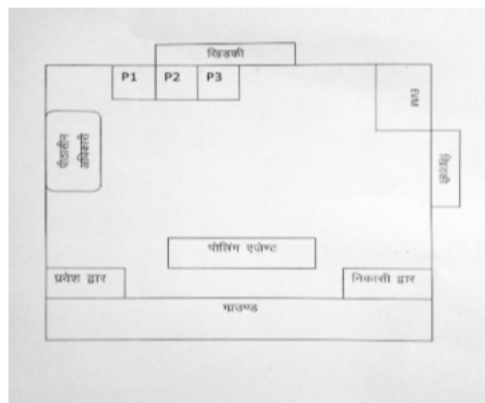 खिड़की
P1 P2 P3
EVM
पीठासीन
अधिकारी
खिड़की
पोलिंग एजेण्ट
प्रवेश द्वार
निकासी द्वार
ग्राउण्ड